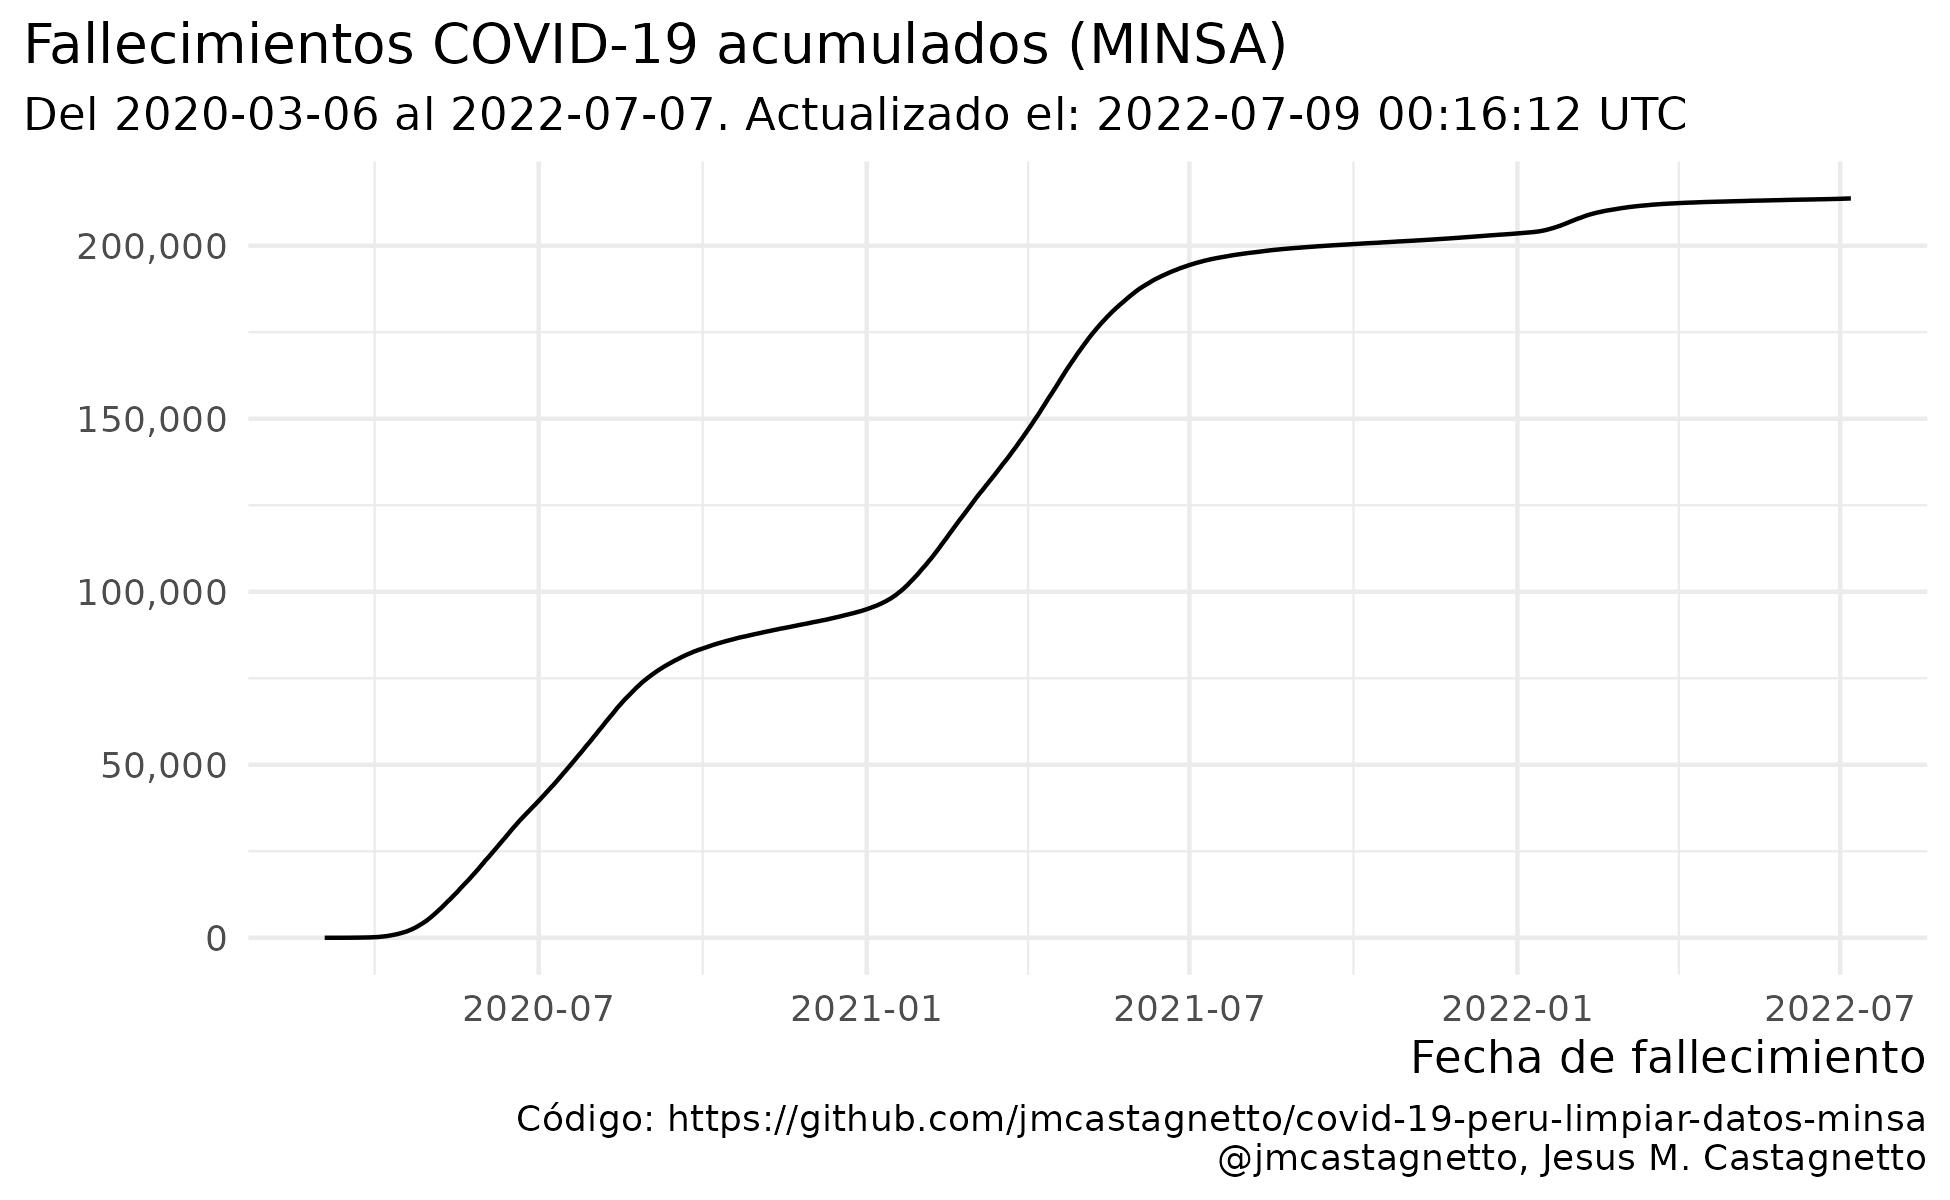 Fallecimientos COVID-19 acumulados (MINSA)
Del 2020-03-06 al 2022-07-07. Actualizado el: 2022-07-09 00:16:12 UTC
200,000
150,000
100,000
50,000
0
2020-07 2021-01 2021-07 2022-01 2022-07
Fecha de fallecimiento
Código: https://github.com/jmcastagnetto/covid-19-peru-limpiar-datos-minsa
@jmcastagnetto, Jesus M. Castagnetto